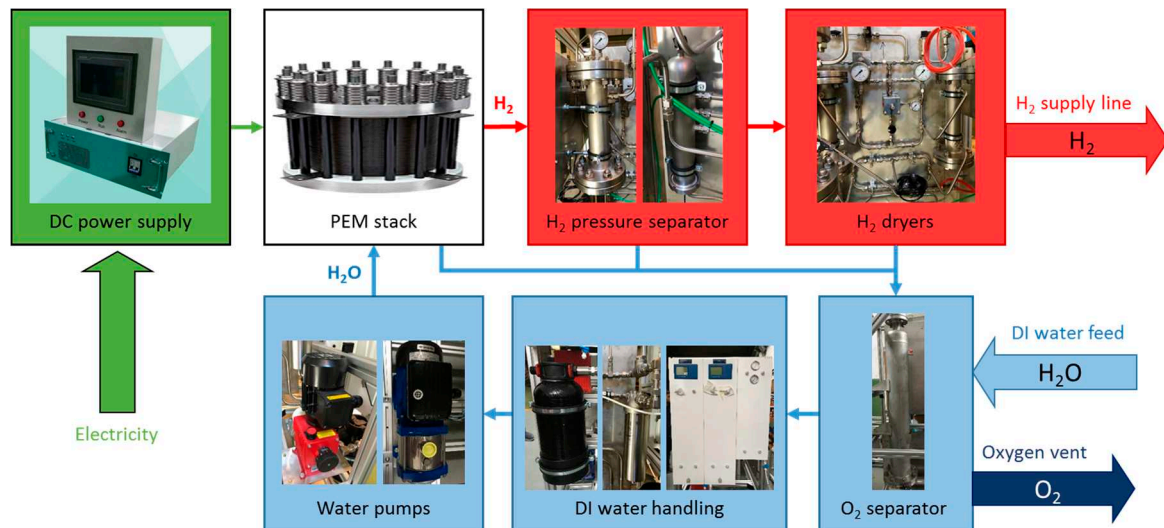 DC power supply
PEM stack
H₂
H₂ pressure separator
H₂ dryers
H₂ supply line
H₂
Electricity
H₂O
Water pumps
DI water handling
O₂ separator
DI water feed
H₂O
Oxygen vent
O₂